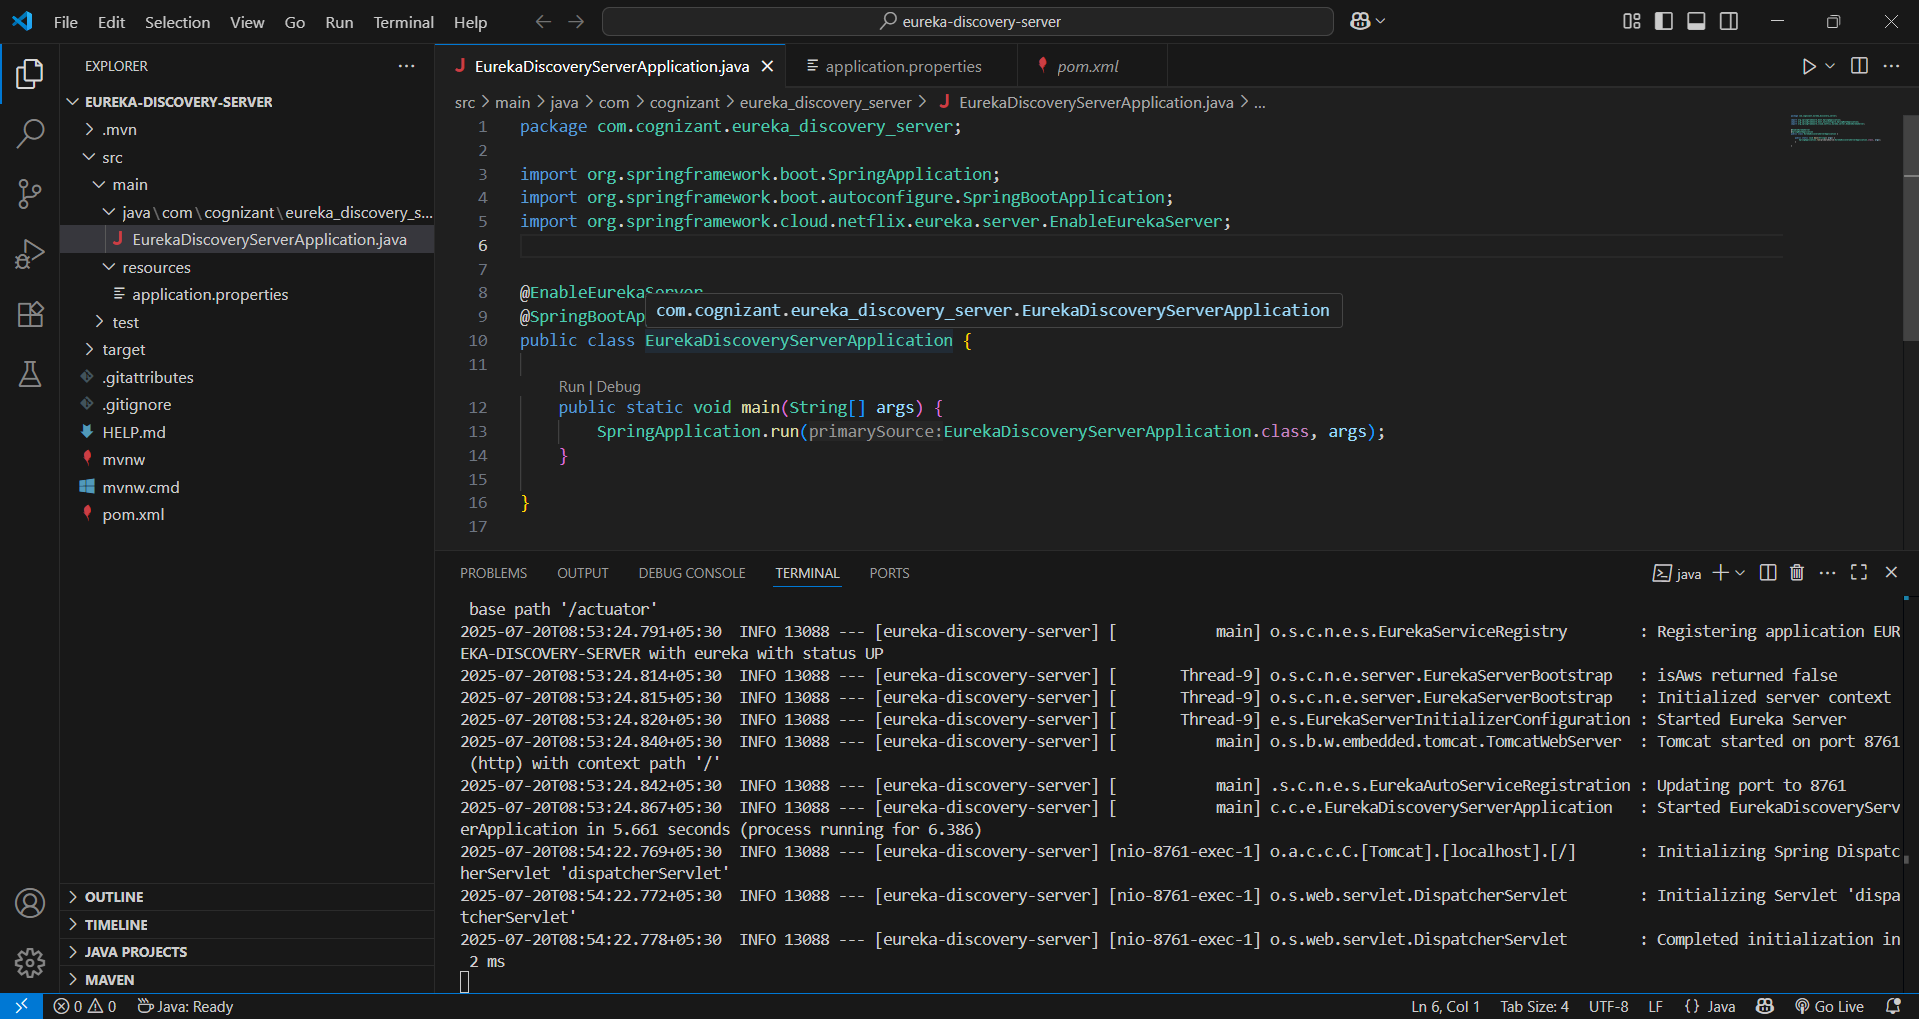 File Edit Selection View Go Run Terminal Help
eureka-discovery-server
EXPLORER
EUREKA-DISCOVERY-SERVER
.mvn
src
main
java\com\cognizant\eureka_discovery_s...
EurekaDiscoveryServerApplication.java
resources
application.properties
test
target
.gitattributes
.gitignore
HELP.md
mvnw
mvnw.cmd
pom.xml
OUTLINE
TIMELINE
JAVA PROJECTS
MAVEN
EurekaDiscoveryServerApplication.java
application.properties
pom.xml
src > main > java > com > cognizant > eureka_discovery_server > EurekaDiscoveryServerApplication.java > ...
1 package com.cognizant.eureka_discovery_server;
2
3 import org.springframework.boot.SpringApplication;
4 import org.springframework.boot.autoconfigure.SpringBootApplication;
5 import org.springframework.cloud.netflix.eureka.server.EnableEurekaServer;
6
7
8 @EnableEurekaServer
com.cognizant.eureka_discovery_server.EurekaDiscoveryServerApplication
9 @SpringBootAp
10 public class EurekaDiscoveryServerApplication {
11
Run | Debug
12 public static void main(String[] args) {
13 SpringApplication.run(primarySource:EurekaDiscoveryServerApplication.class, args);
14 }
15
16 }
17
PROBLEMS OUTPUT DEBUG CONSOLE TERMINAL PORTS
java
base path '/actuator'
2025-07-20T08:53:24.791+05:30 INFO 13088 --- [eureka-discovery-server] [ main] o.s.c.n.e.s.EurekaServiceRegistry : Registering application EUR
EKA-DISCOVERY-SERVER with eureka with status UP
2025-07-20T08:53:24.814+05:30 INFO 13088 --- [eureka-discovery-server] [ Thread-9] o.s.c.n.e.server.EurekaServerBootstrap : isAws returned false
2025-07-20T08:53:24.815+05:30 INFO 13088 --- [eureka-discovery-server] [ Thread-9] o.s.c.n.e.server.EurekaServerBootstrap : Initialized server context
2025-07-20T08:53:24.820+05:30 INFO 13088 --- [eureka-discovery-server] [ Thread-9] e.s.EurekaServerInitializerConfiguration : Started Eureka Server
2025-07-20T08:53:24.840+05:30 INFO 13088 --- [eureka-discovery-server] [ main] o.s.b.w.embedded.tomcat.TomcatWebServer : Tomcat started on port 8761
(http) with context path '/'
2025-07-20T08:53:24.842+05:30 INFO 13088 --- [eureka-discovery-server] [ main] .s.c.n.e.s.EurekaAutoServiceRegistration : Updating port to 8761
2025-07-20T08:53:24.867+05:30 INFO 13088 --- [eureka-discovery-server] [ main] c.c.e.EurekaDiscoveryServerApplication : Started EurekaDiscoveryServ
erApplication in 5.661 seconds (process running for 6.386)
2025-07-20T08:54:22.769+05:30 INFO 13088 --- [eureka-discovery-server] [nio-8761-exec-1] o.a.c.c.C.[Tomcat].[localhost].[/] : Initializing Spring Dispatc
herServlet 'dispatcherServlet'
2025-07-20T08:54:22.772+05:30 INFO 13088 --- [eureka-discovery-server] [nio-8761-exec-1] o.s.web.servlet.DispatcherServlet : Initializing Servlet 'dispa
tcherServlet'
2025-07-20T08:54:22.778+05:30 INFO 13088 --- [eureka-discovery-server] [nio-8761-exec-1] o.s.web.servlet.DispatcherServlet : Completed initialization in
2 ms
0 0 Java: Ready Ln 6, Col 1 Tab Size: 4 UTF-8 LF {} Java Go Live